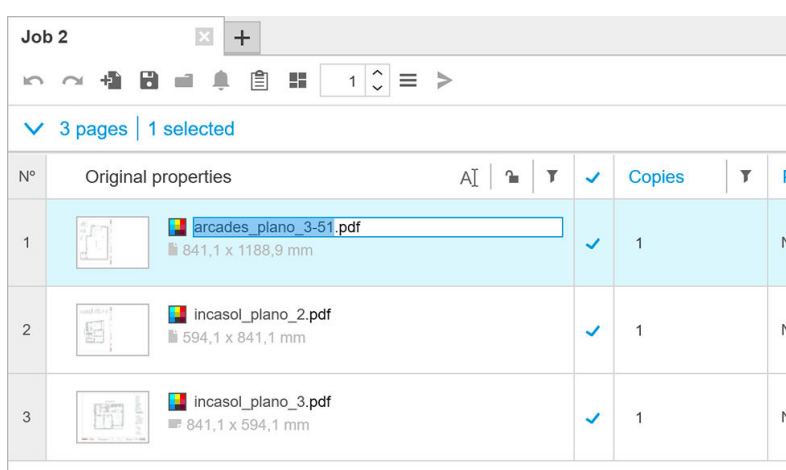 Job 2
1
3 pages | 1 selected
Nº Original properties Copies
1 arcades_plano_3-51.pdf 1
841,1 x 1188,9 mm
2 incasol_plano_2.pdf 1
594,1 x 841,1 mm
3 incasol_plano_3.pdf 1
841,1 x 594,1 mm